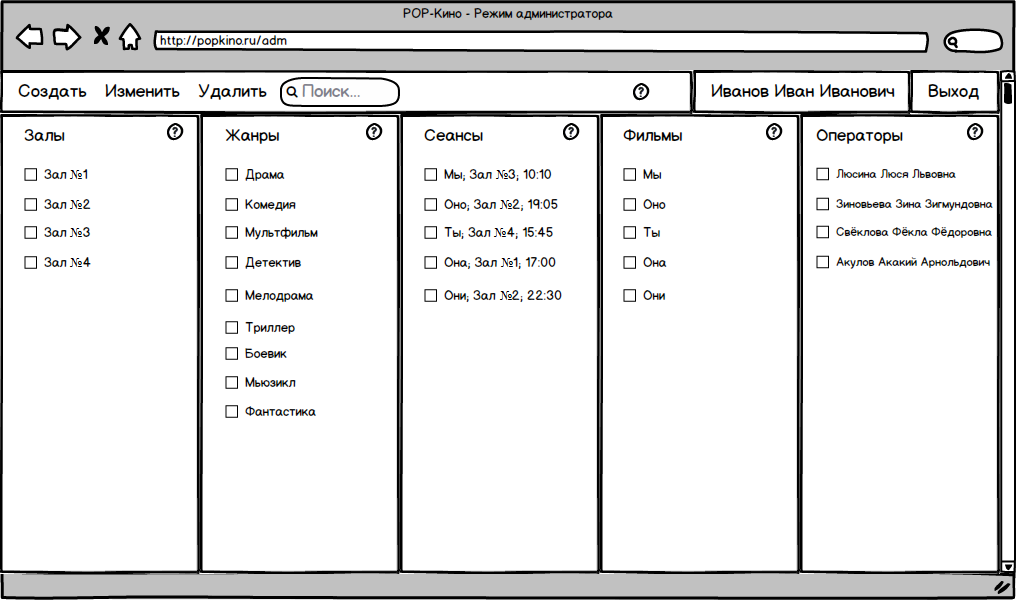 POP-Кино - Режим администратора
http://popkino.ru/adm
Создать Изменить Удалить Поиск... ? Иванов Иван Иванович Выход
Залы ?
Зал №1
Зал №2
Зал №3
Зал №4
Жанры ?
Драма
Комедия
Мультфильм
Детектив
Мелодрама
Триллер
Боевик
Мьюзикл
Фантастика
Сеансы ?
Мы; Зал №3; 10:10
Оно; Зал №2; 19:05
Ты; Зал №4; 15:45
Она; Зал №1; 17:00
Они; Зал №2; 22:30
Фильмы ?
Мы
Оно
Ты
Она
Они
Операторы ?
Люсина Люся Львовна
Зиновьева Зина Зигмундовна
Свёклова Фёкла Фёдоровна
Акулов Акакий Арнольдович